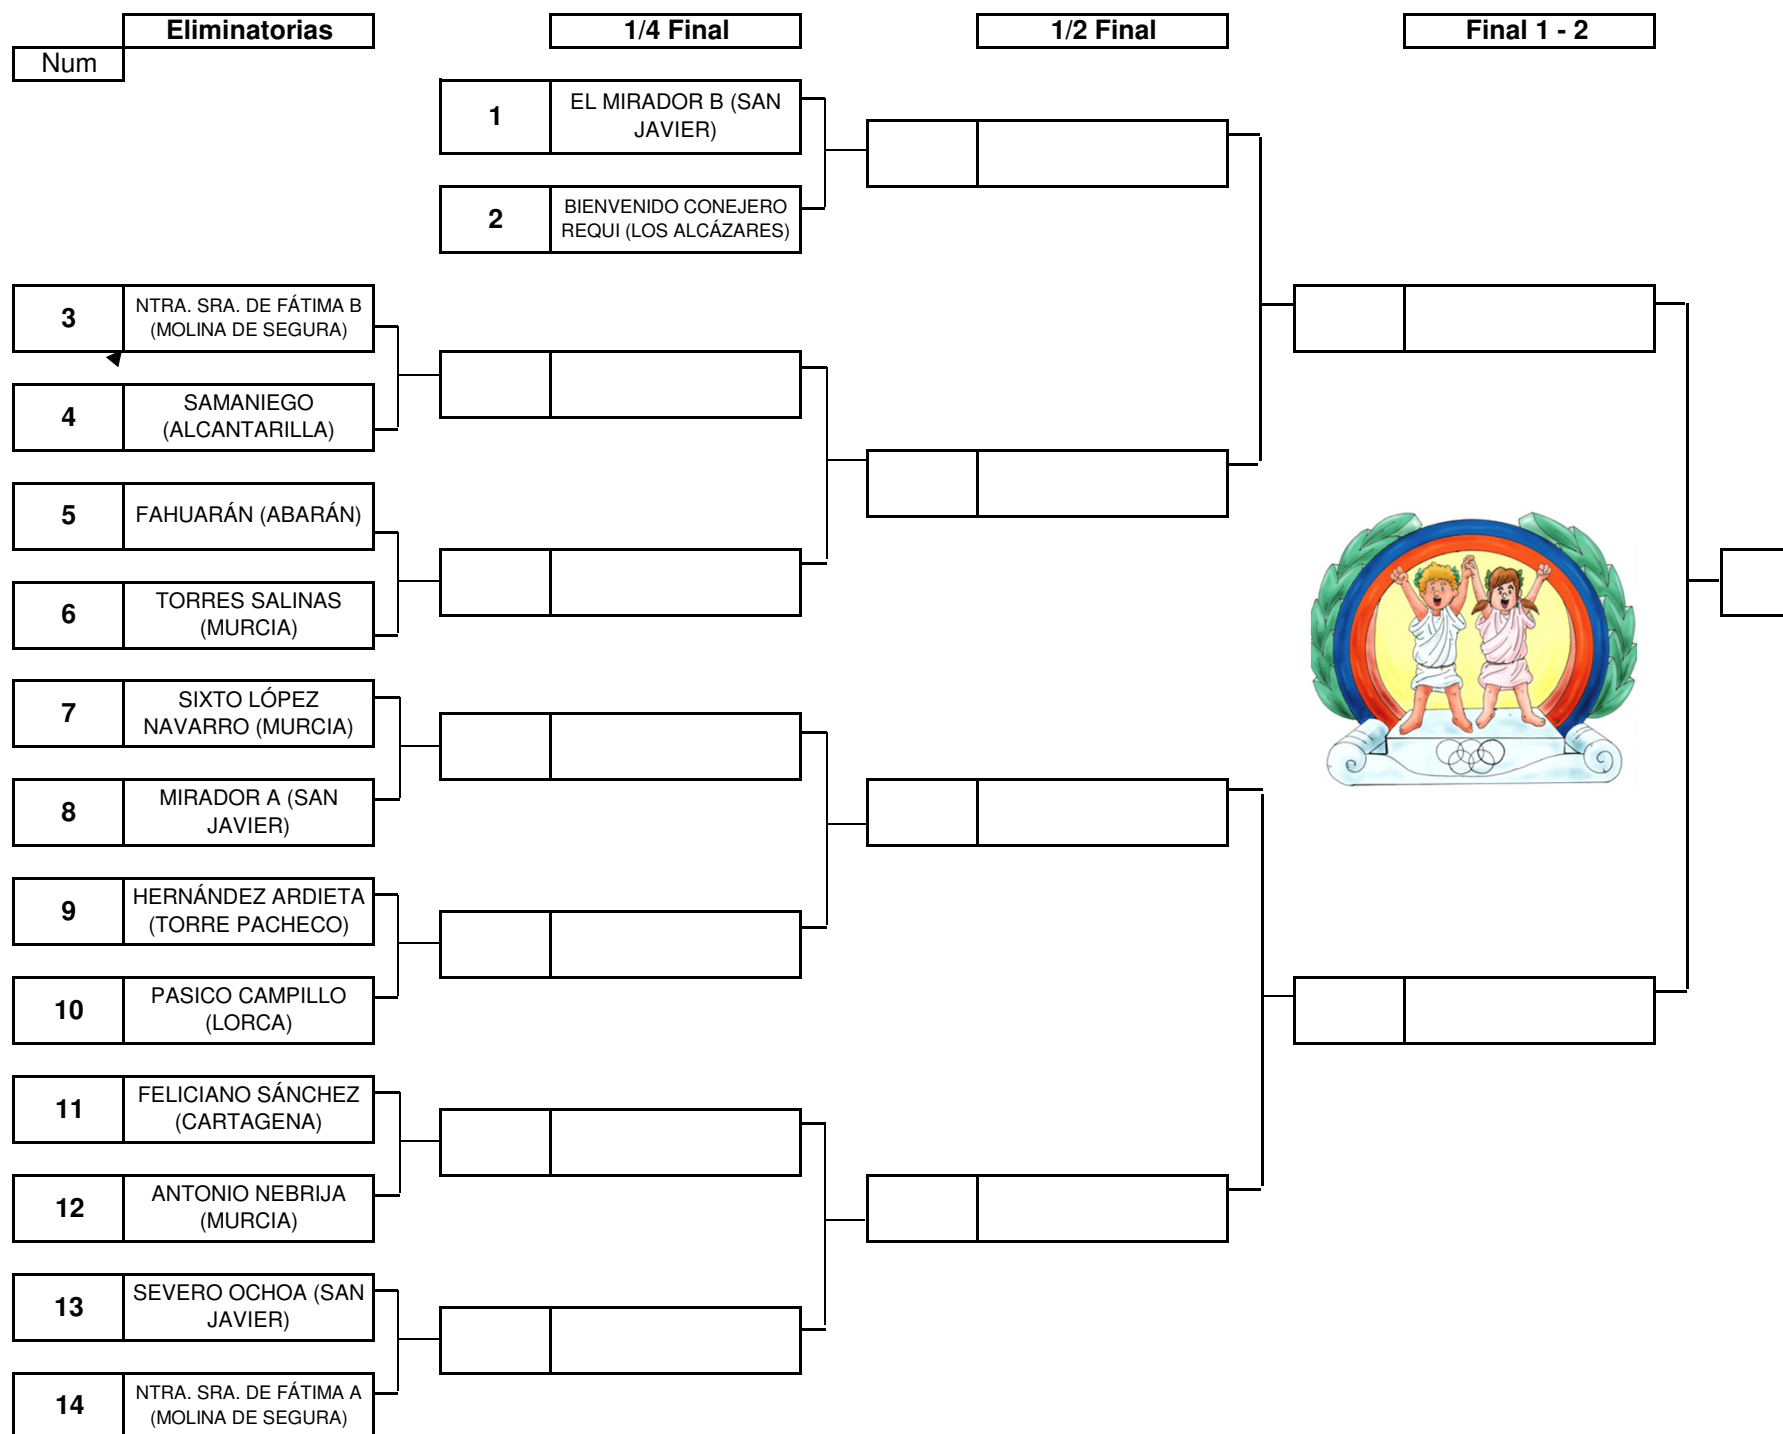 Eliminatorias
1/4 Final
1/2 Final
Final 1 - 2
Num
1
EL MIRADOR B (SAN
JAVIER)
2
BIENVENIDO CONEJERO
REQUI (LOS ALCÁZARES)
3
NTRA. SRA. DE FÁTIMA B
(MOLINA DE SEGURA)
4
SAMANIEGO
(ALCANTARILLA)
5
FAHUARÁN (ABARÁN)
6
TORRES SALINAS
(MURCIA)
7
SIXTO LÓPEZ
NAVARRO (MURCIA)
8
MIRADOR A (SAN
JAVIER)
9
HERNÁNDEZ ARDIETA
(TORRE PACHECO)
10
PASICO CAMPILLO
(LORCA)
11
FELICIANO SÁNCHEZ
(CARTAGENA)
12
ANTONIO NEBRIJA
(MURCIA)
13
SEVERO OCHOA (SAN
JAVIER)
14
NTRA. SRA. DE FÁTIMA A
(MOLINA DE SEGURA)